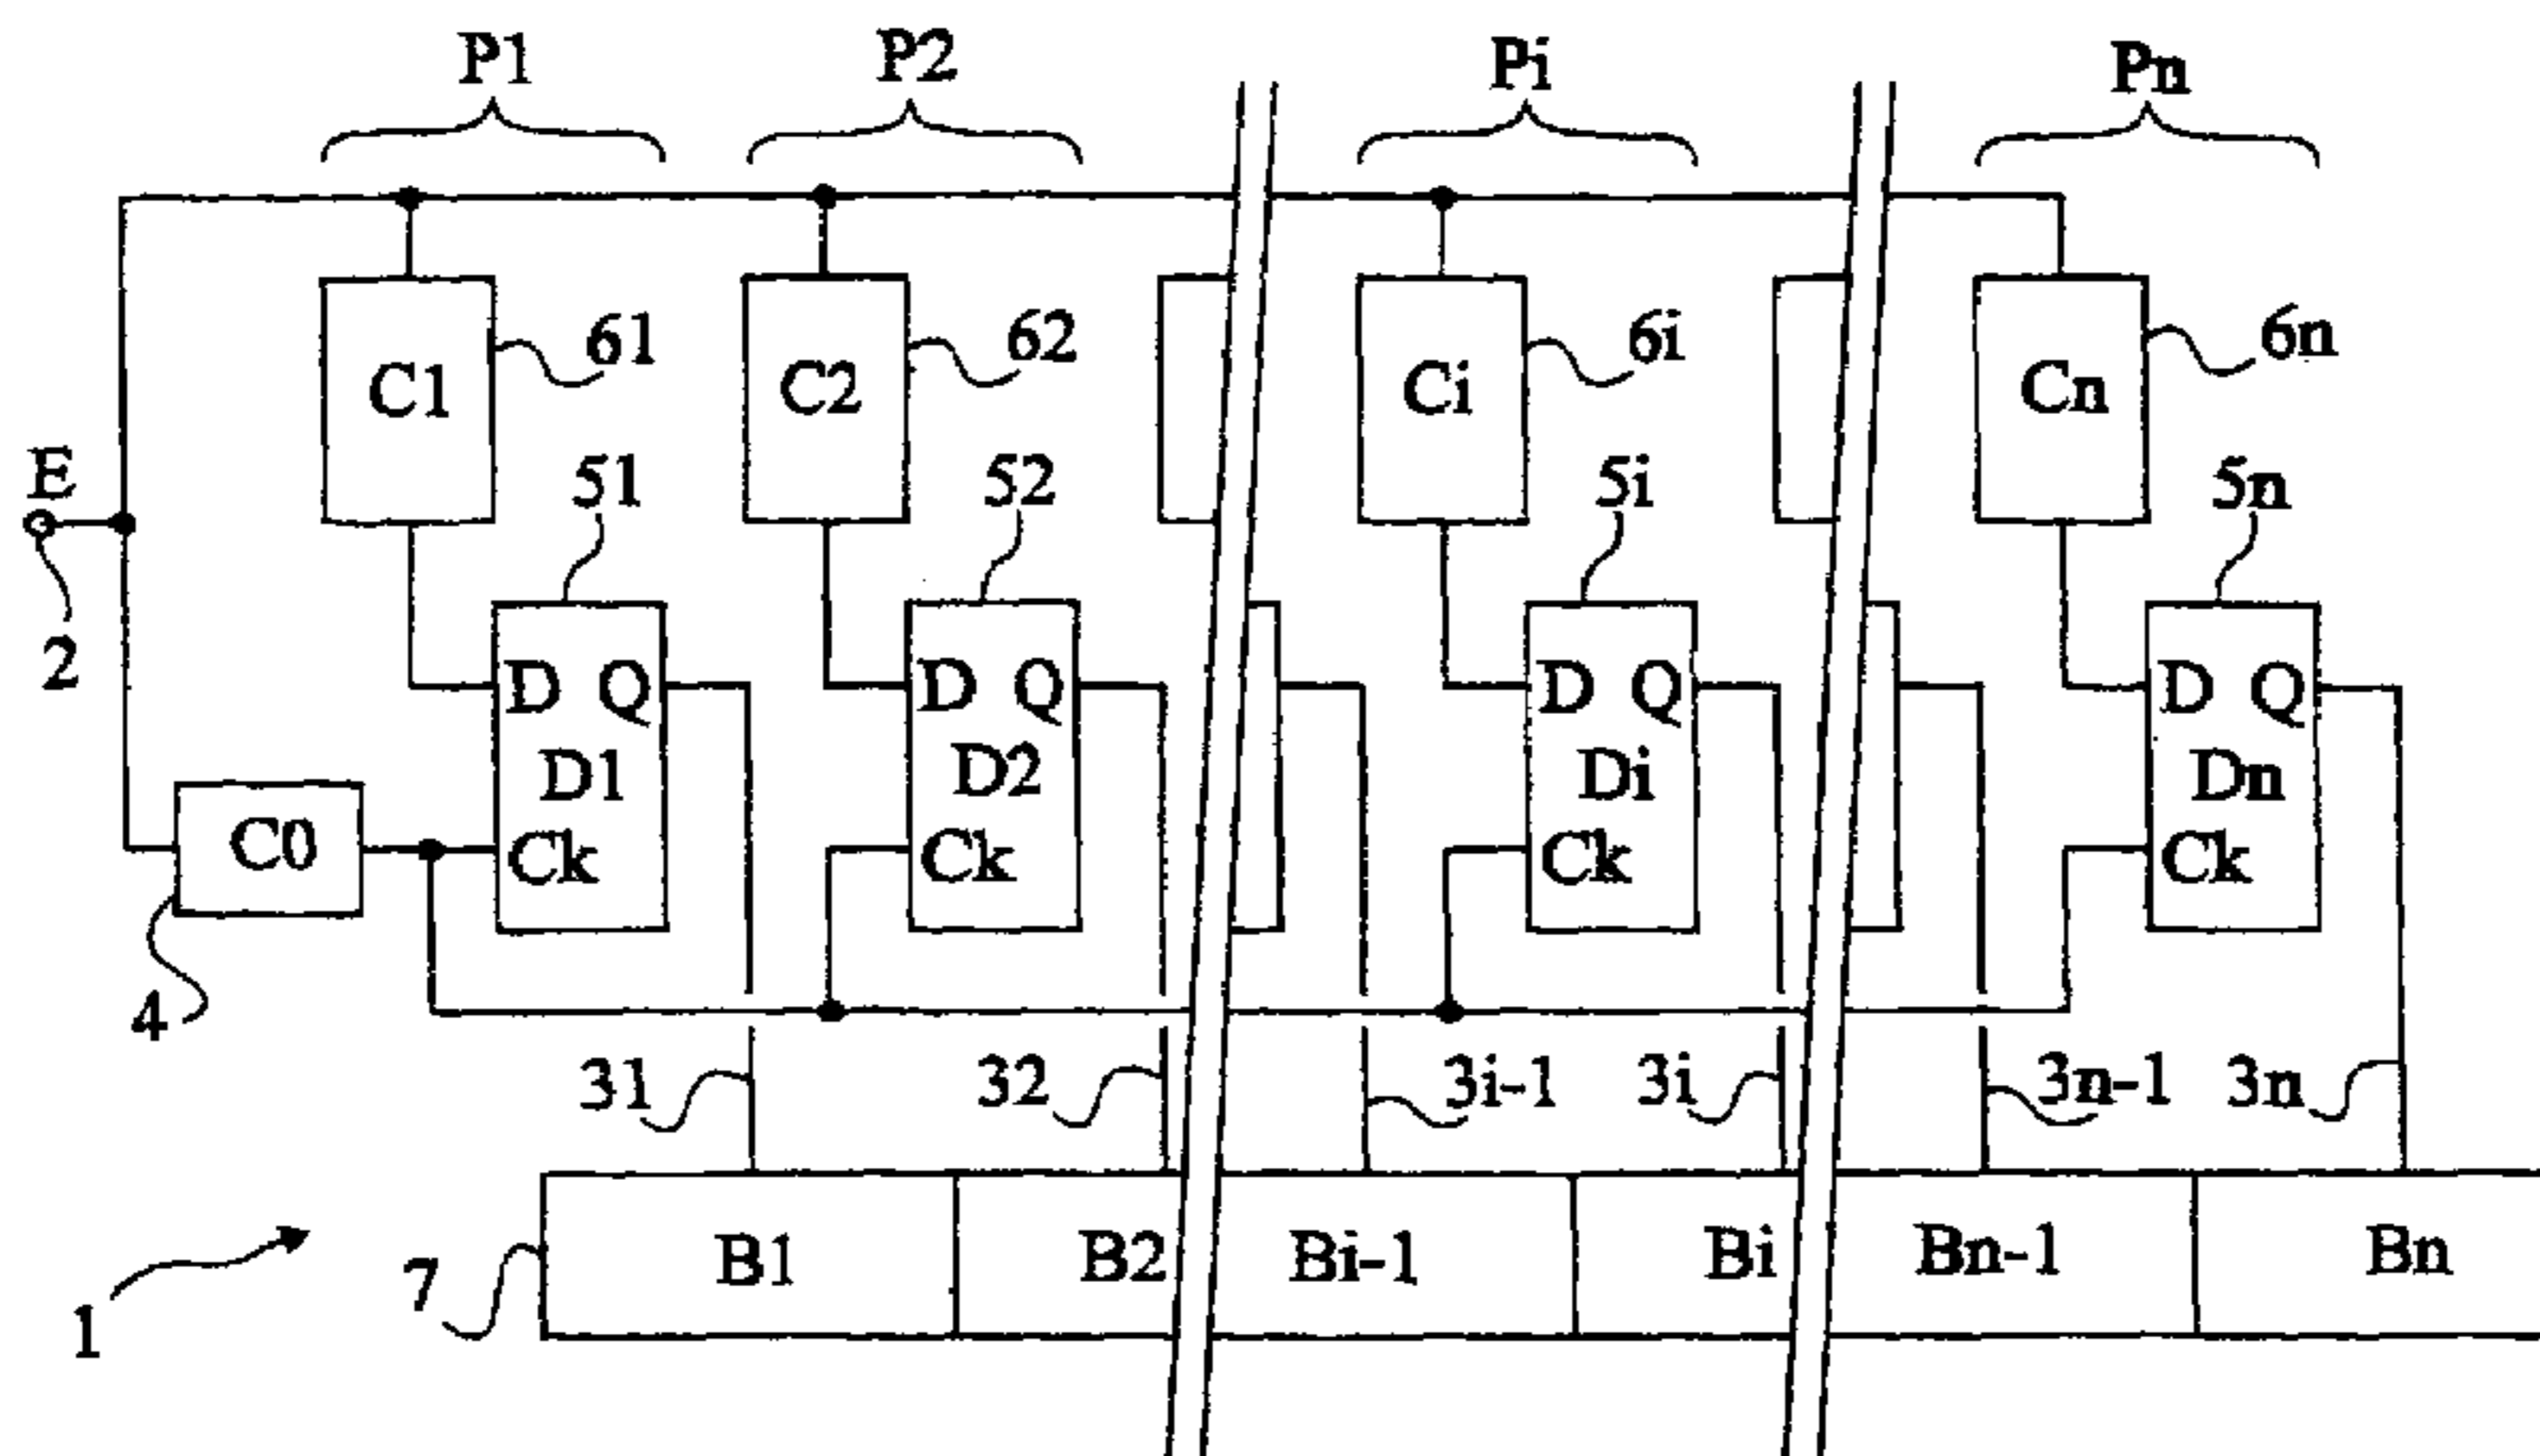 P1 P2 Pi Pn
61 62 6i 6n
C1 C2 Ci Cn
E
51 52 5i 5n
2
D Q D Q D Q D Q
D1 D2 Di Dn
C0 Ck Ck Ck Ck
4
31 32 3i-1 3i 3n-1 3n
7 B1 B2 Bi-1 Bi Bn-1 Bn
1